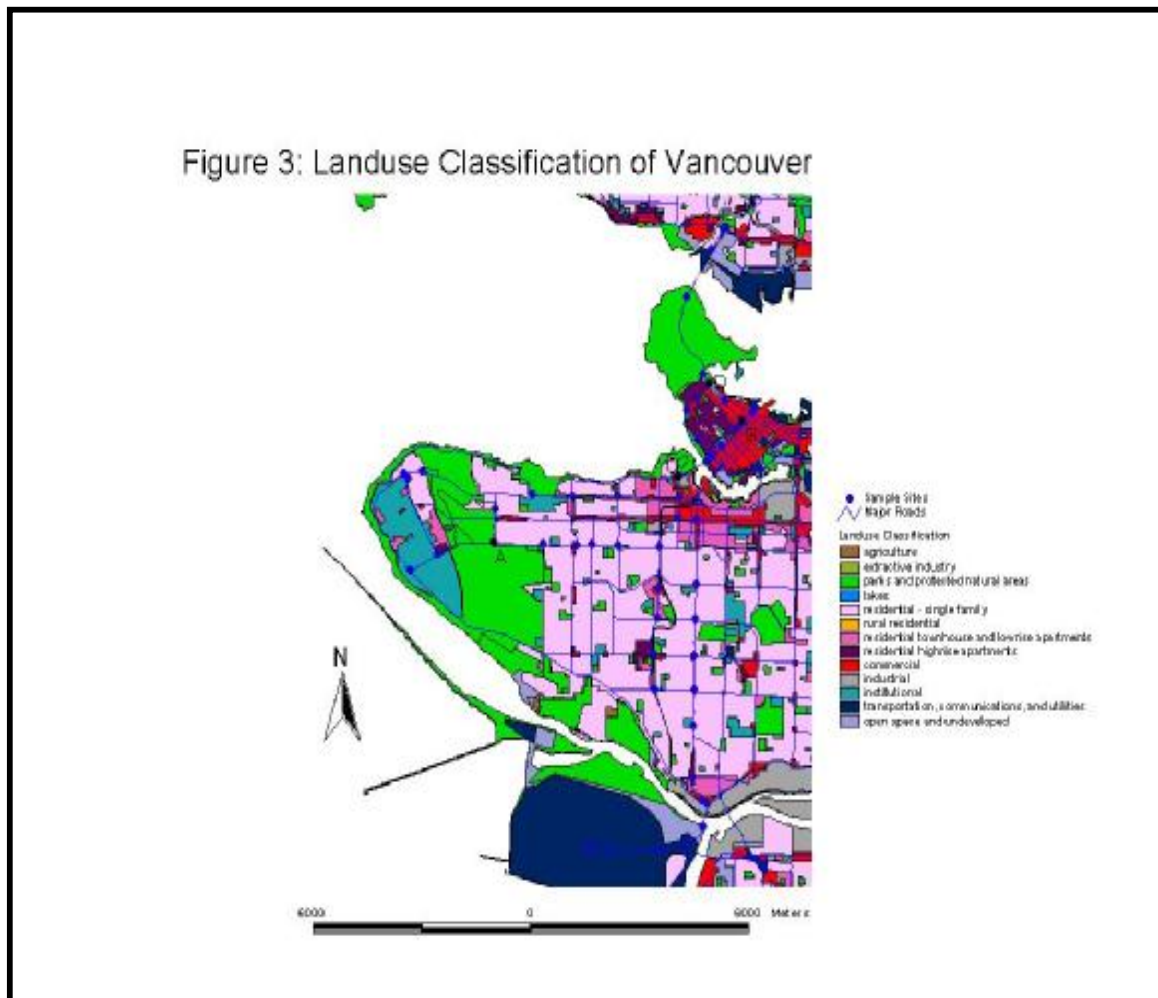 Figure 3: Landuse Classification of Vancouver
Sample Sites
Major Roads
Landuse Classification
agriculture
extractive industry
parks and protected natural areas
lakes
residential - single family
rural residential
residential townhouse and lowrise apartments
residential highrise apartments
commercial
industrial
institutional
transportation, communications, and utilities
open space and undeveloped
A
N
6000 0 6000 Meters